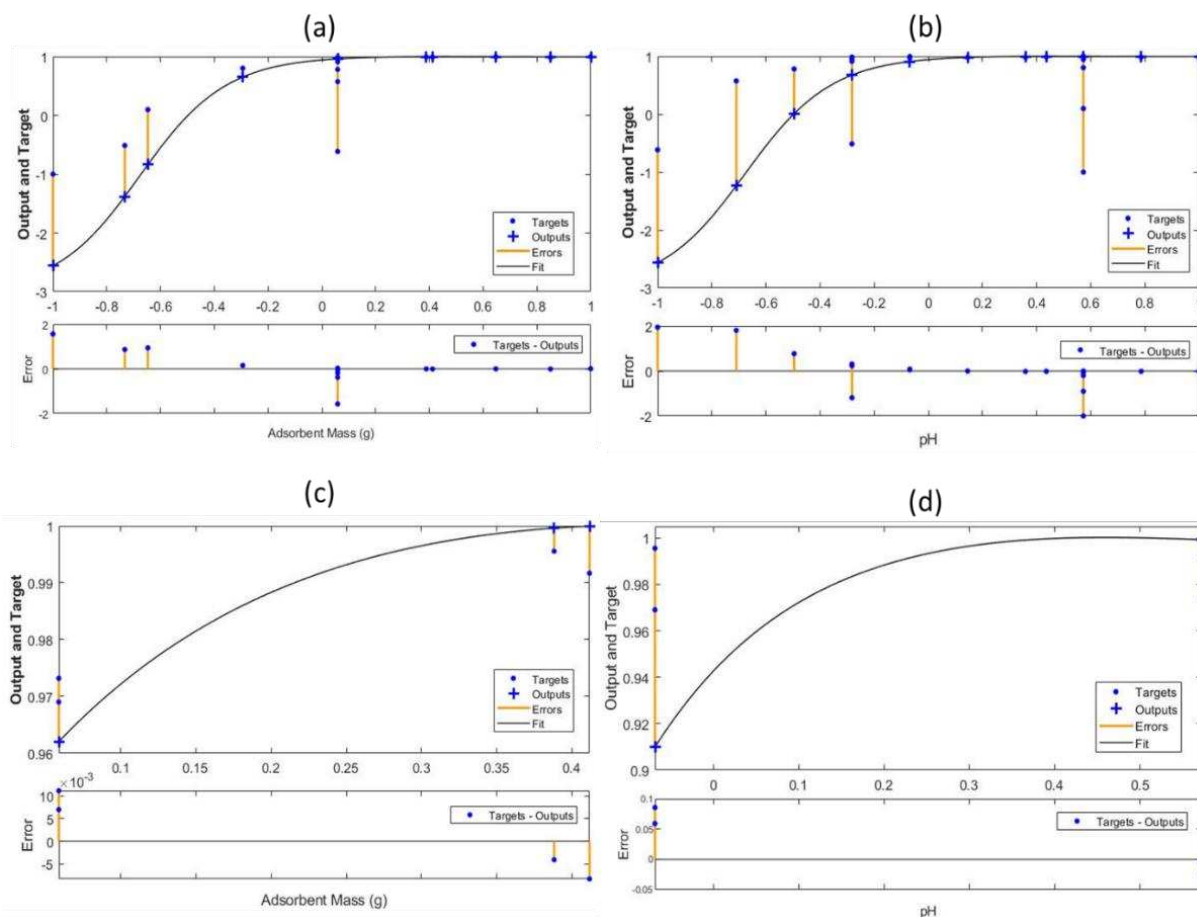 (a)
1
0
-1
-2
-3
Output and Target
Targets
Outputs
Errors
Fit
-1 -0.8 -0.6 -0.4 -0.2 0 0.2 0.4 0.6 0.8 1
2
0
-2
Error
Targets - Outputs
Adsorbent Mass (g)
(b)
1
0
-1
-2
-3
Output and Target
Targets
Outputs
Errors
Fit
-1 -0.8 -0.6 -0.4 -0.2 0 0.2 0.4 0.6 0.8
2
0
-2
Error
Targets - Outputs
pH
(c)
1
0.99
0.98
0.97
0.96
Output and Target
Targets
Outputs
Errors
Fit
0.1 0.15 0.2 0.25 0.3 0.35 0.4
× 10-3
10
5
0
-5
Error
Targets - Outputs
Adsorbent Mass (g)
(d)
1
0.98
0.96
0.94
0.92
0.9
Output and Target
Targets
Outputs
Errors
Fit
0 0.1 0.2 0.3 0.4 0.5
0.1
0.05
0
-0.05
Error
Targets - Outputs
pH